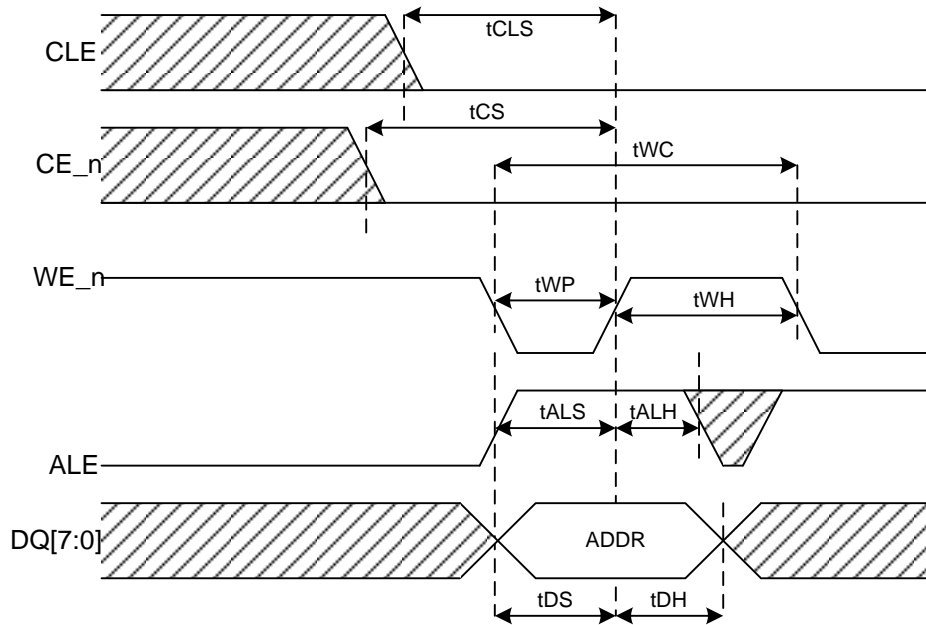 tCLS
CLE
tCS
tWC
CE_n
WE_n
tWP
tWH
tALS
tALH
ALE
DQ[7:0]
ADDR
tDS
tDH